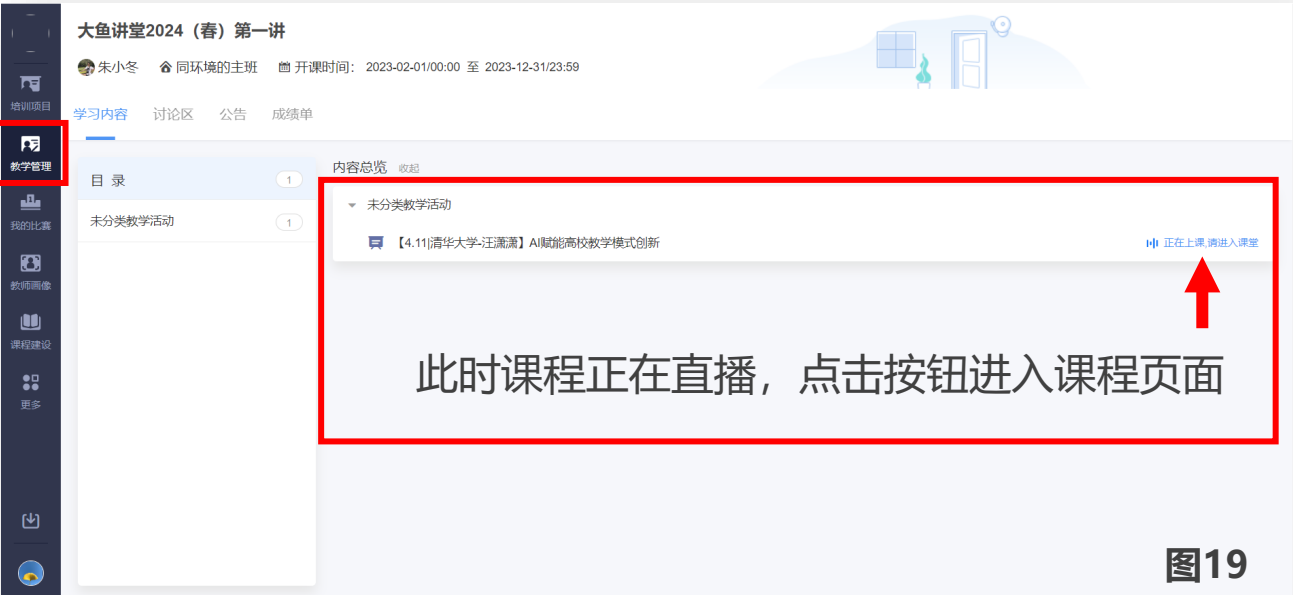 大鱼讲堂2024（春）第一讲
朱小冬 同环境的主班 开课时间： 2023-02-01/00:00 至 2023-12-31/23:59
学习内容 讨论区 公告 成绩单
培训项目
教学管理
我的比赛
教师画像
课程建设
更多
目录 1
未分类教学活动 1
内容总览 收起
未分类教学活动
【4.11|清华大学-汪潇潇】AI赋能高校教学模式创新
正在上课,请进入课堂
此时课程正在直播，点击按钮进入课程页面
图19